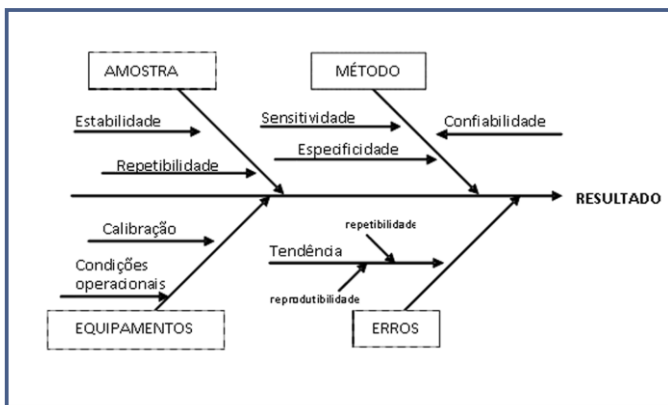 AMOSTRA
MÉTODO
Estabilidade
Sensitividade
Confiabilidade
Especificidade
Repetibilidade
RESULTADO
Calibração
repetibilidade
Tendência
Condições
operacionais
reprodutibilidade
EQUIPAMENTOS
ERROS